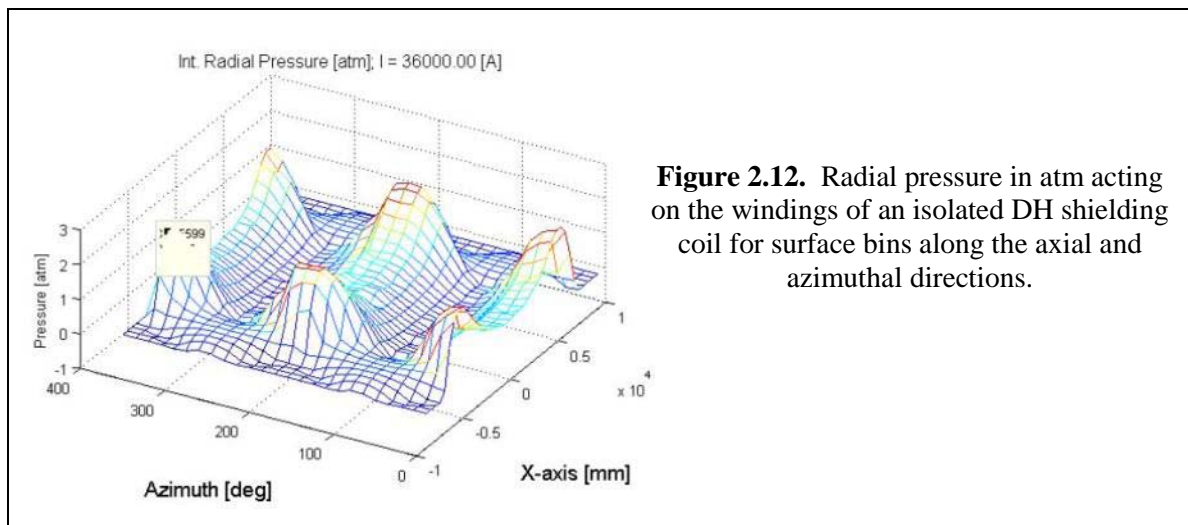 Int. Radial Pressure [atm]; I = 36000.00 [A]
Pressure [atm]
3
2
1
0
-1
400
300
200
100
0
Azimuth [deg]
-1
-0.5
0
0.5
1
x 10 4
X-axis [mm]
Figure 2.12. Radial pressure in atm acting
on the windings of an isolated DH shielding
coil for surface bins along the axial and
azimuthal directions.